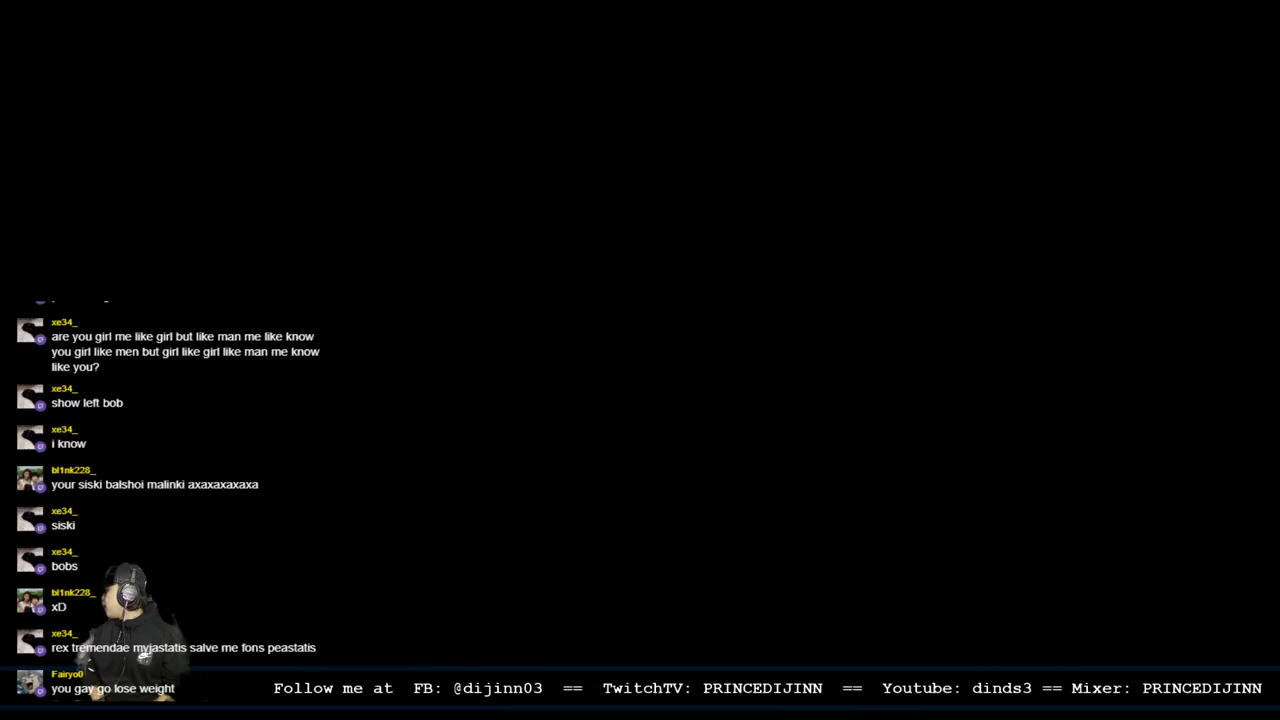 xe34_
are you girl me like girl but like man me like know
you girl like men but girl like girl like man me know
like you?
xe34_
show left bob
xe34_
i know
bl1nk228_
your siski balshoi malinki axaxaxaxaxa
xe34_
siski
xe34_
bobs
bl1nk228_
xD
xe34_
rex tremendae myjastatis salve me fons peastatis
Fairyo0
you gay go lose weight
Follow me at FB: @dijinn03 == TwitchTV: PRINCEDIJINN == Youtube: dinds3 == Mixer: PRINCEDIJINN